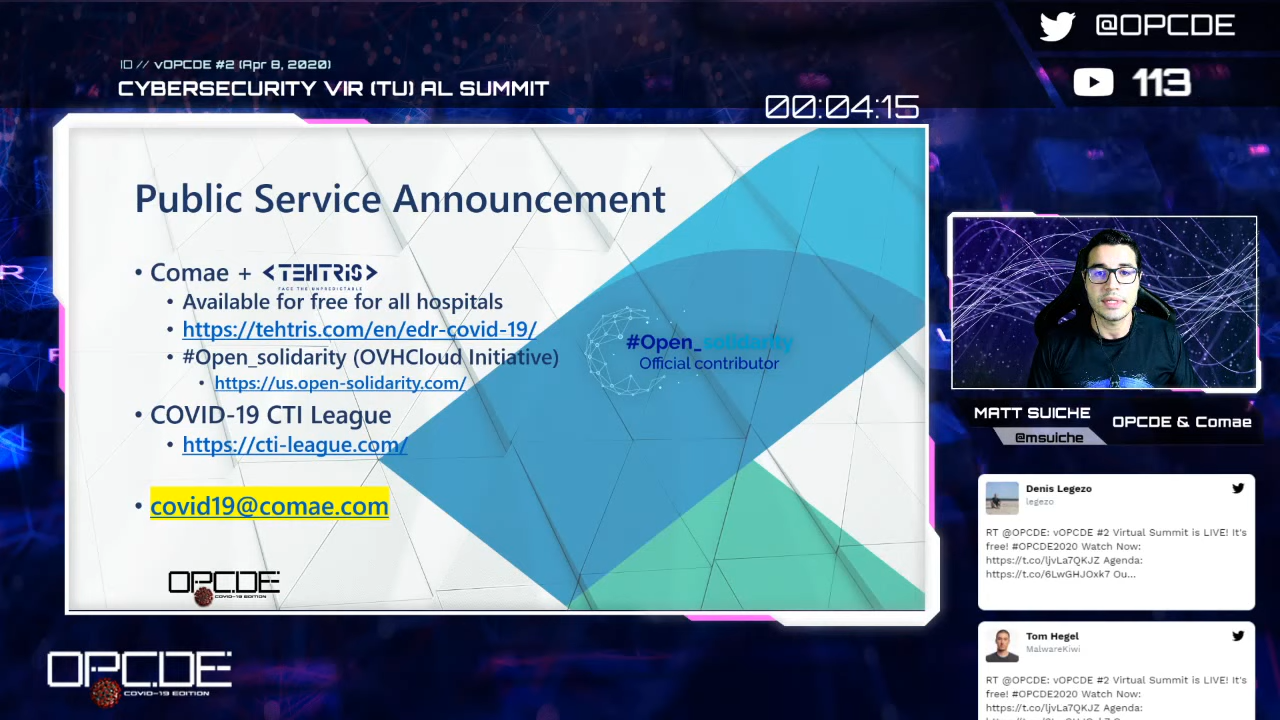 @OPCDE
ID // vOPCDE #2 (Apr 8, 2020)
CYBERSECURITY VIR (TU) AL SUMMIT
113
00:04:15
Public Service Announcement
• Comae + <TEHTRIS>
FACE THE UNPREDICTABLE
• Available for free for all hospitals
• https://tehtris.com/en/edr-covid-19/
• #Open_solidarity (OVHCloud Initiative)
• https://us.open-solidarity.com/
#Open_solidarity
Official contributor
• COVID-19 CTI League
• https://cti-league.com/
• covid19@comae.com
OPCDE
COVID-19 EDITION
MATT SUICHE
@msuiche
OPCDE & Comae
Denis Legezo
legezo
RT @OPCDE: vOPCDE #2 Virtual Summit is LIVE! It's
free! #OPCDE2020 Watch Now:
https://t.co/ljvLa7QKJZ Agenda:
https://t.co/6LwGHJOxk7 Ou...
Tom Hegel
MalwareKiwi
RT @OPCDE: vOPCDE #2 Virtual Summit is LIVE! It's
free! #OPCDE2020 Watch Now:
https://t.co/ljvLa7QKJZ Agenda:
OPCDE
COVID-19 EDITION